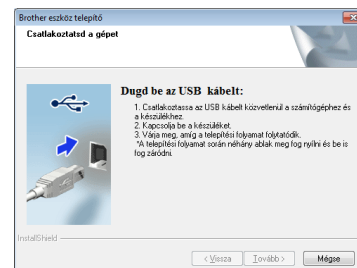 Brother eszköz telepítő
Csatlakoztatsd a gépet
Dugd be az USB kábelt:
1. Csatlakoztassa az USB kábelt közvetlenül a számítógéphez és
a készülékhez.
2. Kapcsolja be a készüléket.
3. Várja meg, amíg a telepítési folyamat folytatódik.
*A telepítési folyamat során néhány ablak meg fog nyílni és be is
fog záródni.
InstallShield
< Vissza Tovább > Mégse